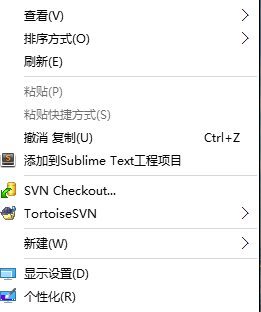 查看(V)
排序方式(O)
刷新(E)
粘贴(P)
粘贴快捷方式(S)
撤消 复制(U) Ctrl+Z
添加到Sublime Text工程项目
SVN Checkout...
TortoiseSVN
新建(W)
显示设置(D)
个性化(R)